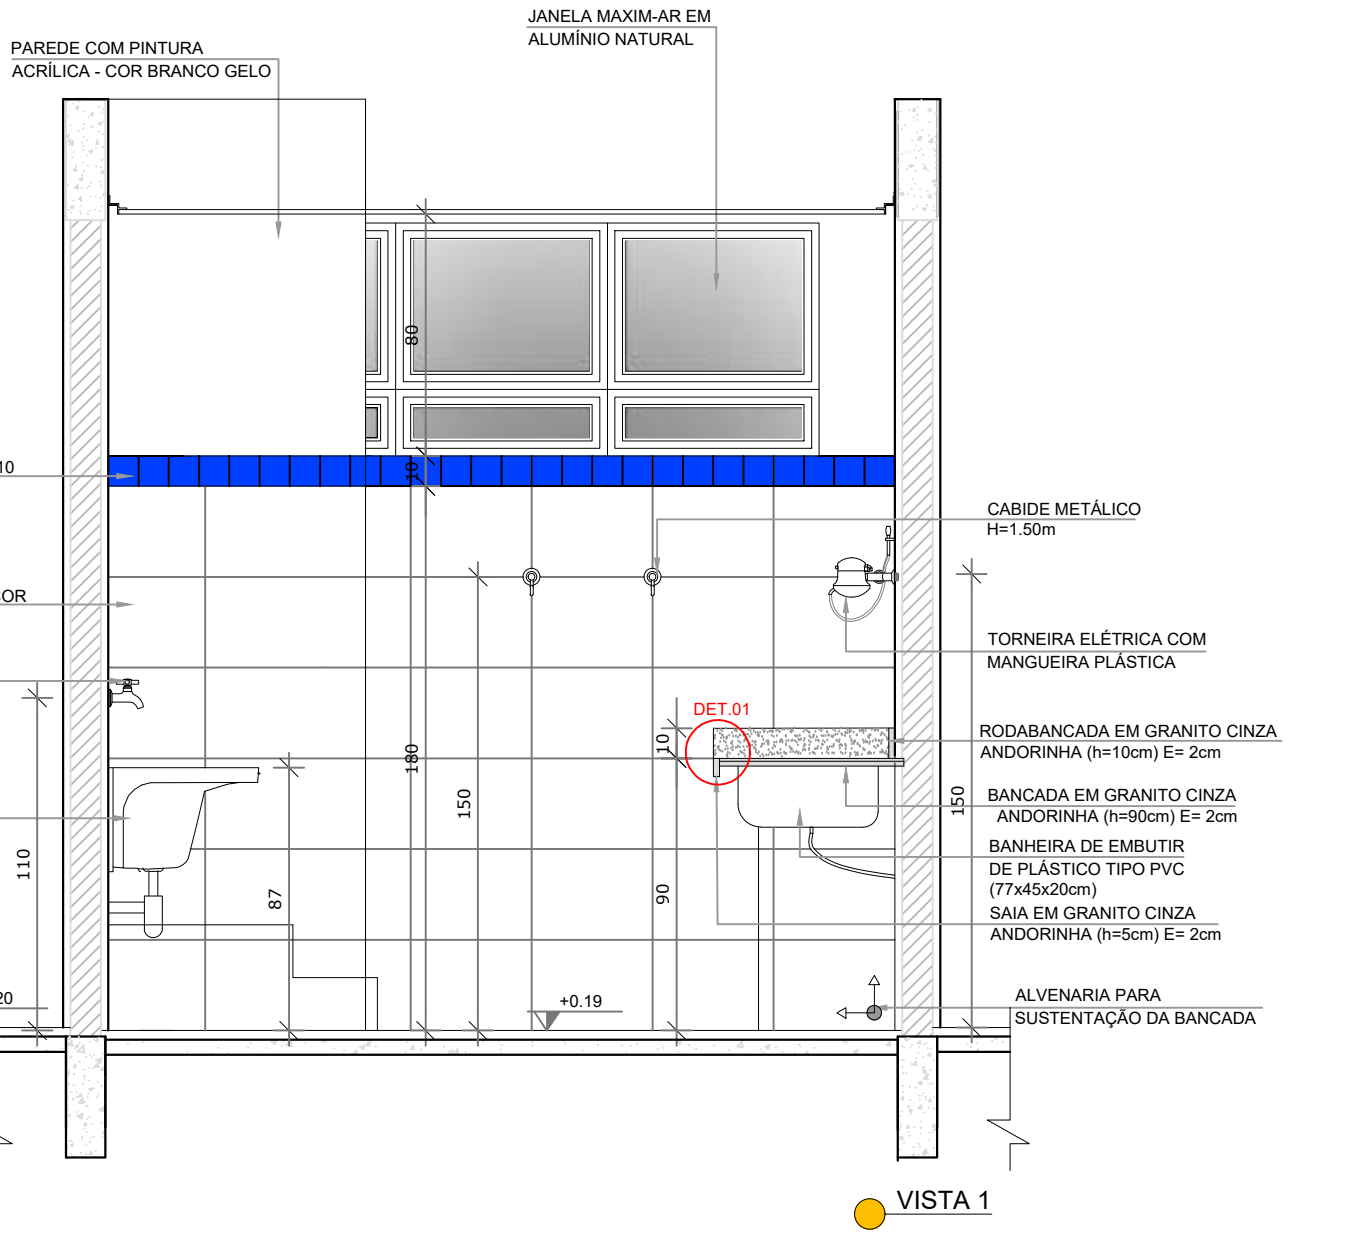 JANELA MAXIM-AR EM
ALUMÍNIO NATURAL
PAREDE COM PINTURA
ACRÍLICA - COR BRANCO GELO
80
10
10
CABIDE METÁLICO
H=1.50m
OR
TORNEIRA ELÉTRICA COM
MANGUEIRA PLÁSTICA
DET.01
10
RODABANCADA EM GRANITO CINZA
ANDORINHA (h=10cm) E= 2cm
180
150
150
BANCADA EM GRANITO CINZA
ANDORINHA (h=90cm) E= 2cm
BANHEIRA DE EMBUTIR
DE PLÁSTICO TIPO PVC
(77x45x20cm)
110
87
90
SAIA EM GRANITO CINZA
ANDORINHA (h=5cm) E= 2cm
20
+0.19
ALVENARIA PARA
SUSTENTAÇÃO DA BANCADA
VISTA 1